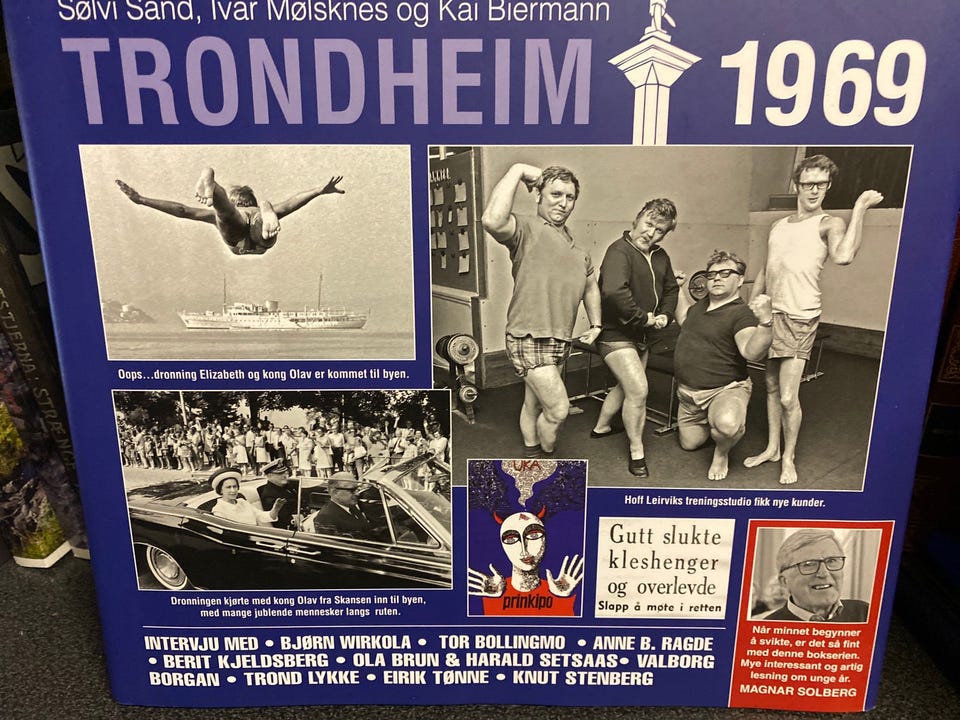 Sølvi Sand, Ivar Mølsknes og Kai Biermann
TRONDHEIM 1969
Oops...dronning Elizabeth og kong Olav er kommet til byen.
Hoff Leirviks treningsstudio fikk nye kunder.
Dronningen kjørte med kong Olav fra Skansen inn til byen,
med mange jublende mennesker langs ruten.
UKA
prinkipo
Gutt slukte
kleshenger
og overlevde
Slapp å møte i retten
Når minnet begynner
å svikte, er det så fint
med denne bokserien.
Mye interessant og artig
lesning om unge år.
MAGNAR SOLBERG
INTERVJU MED • BJØRN WIRKOLA • TOR BOLLINGMO • ANNE B. RAGDE
• BERIT KJELDSBERG • OLA BRUN & HARALD SETSAAS • VALBORG
BORGAN • TROND LYKKE • EIRIK TØNNE • KNUT STENBERG